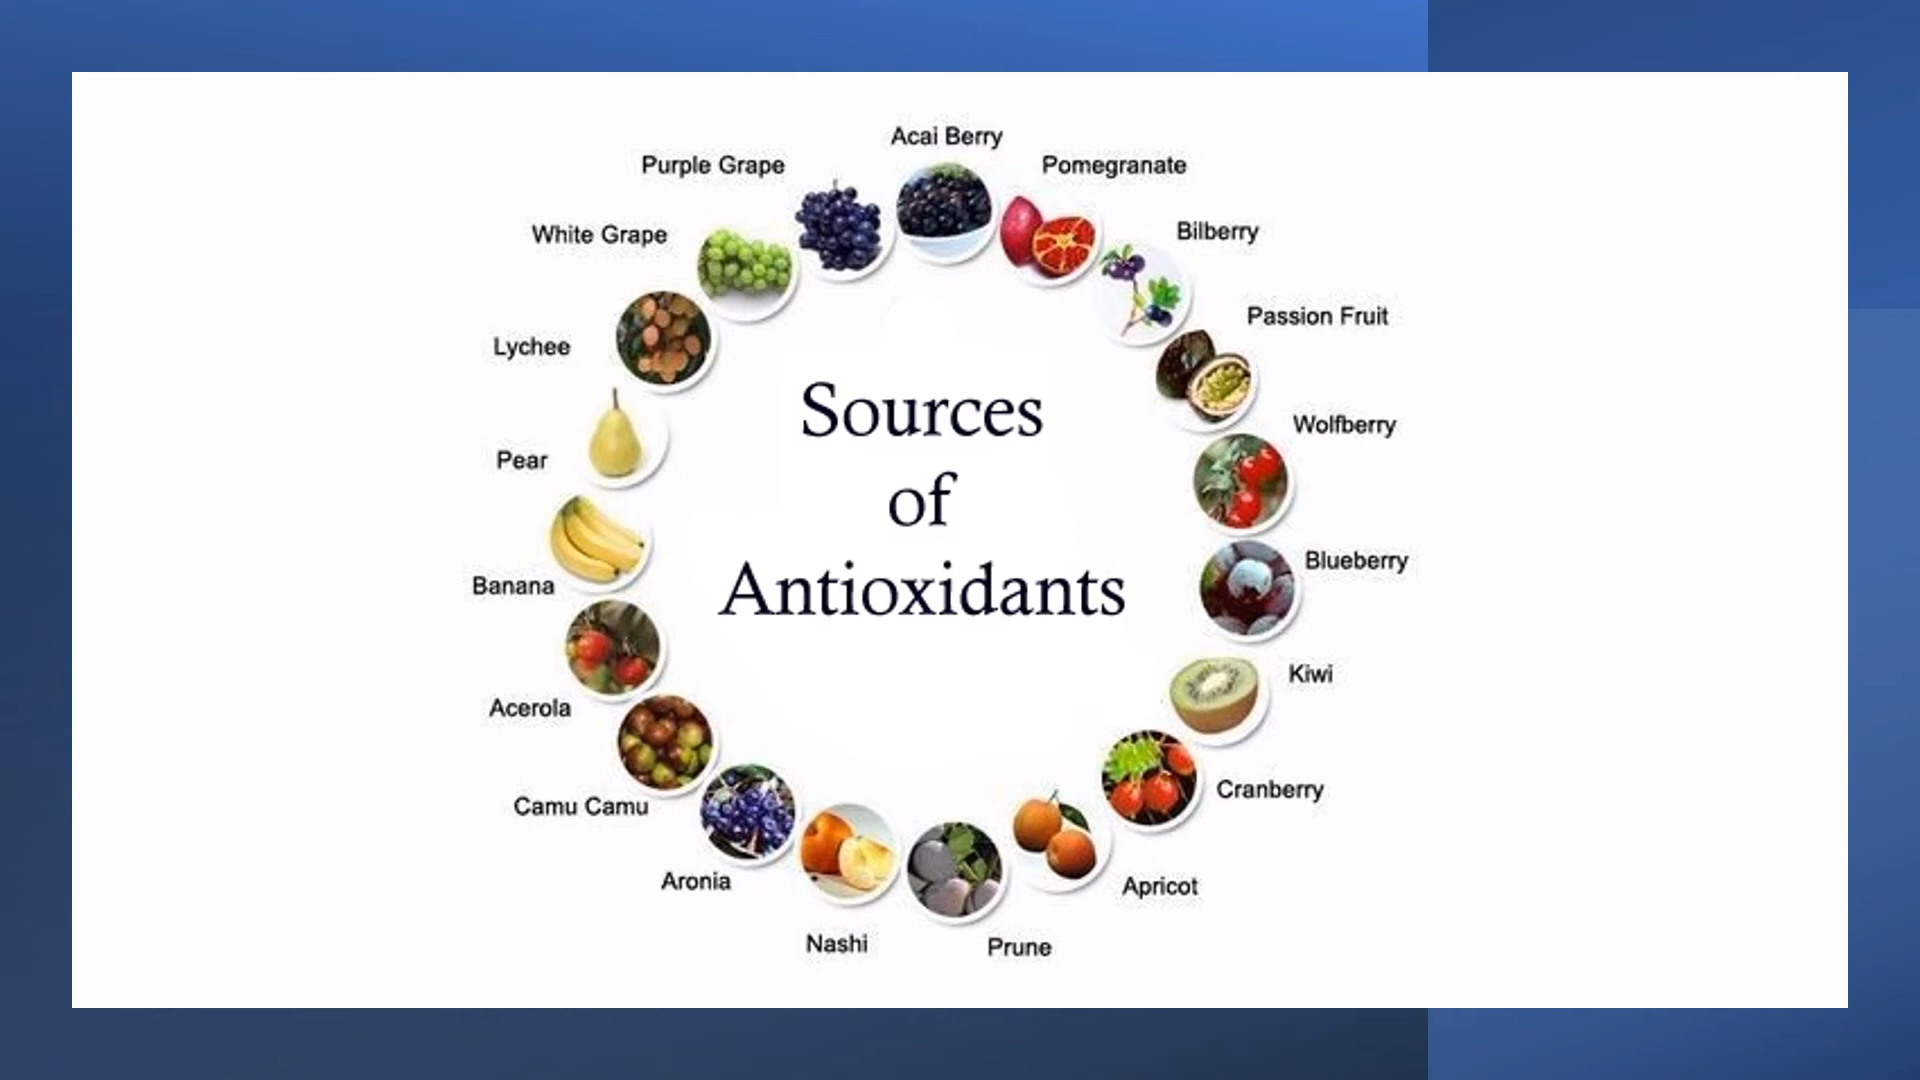 Acai Berry
Purple Grape
Pomegranate
White Grape
Bilberry
Passion Fruit
Lychee
Sources
of
Antioxidants
Wolfberry
Pear
Blueberry
Banana
Kiwi
Acerola
Cranberry
Camu Camu
Aronia
Apricot
Nashi
Prune